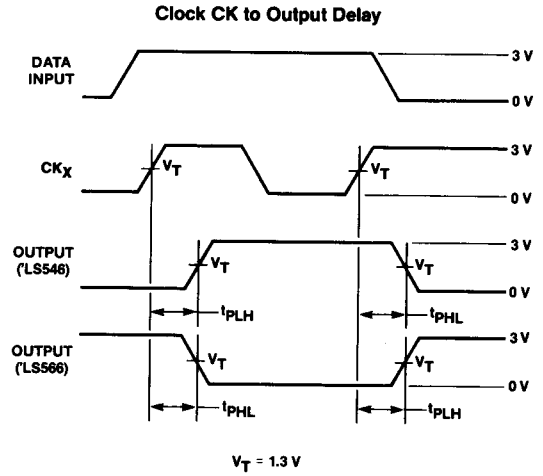 Clock CK to Output Delay
DATA
INPUT
3 V
0 V
CKX
VT
VT
3 V
0 V
OUTPUT
('LS546)
VT
VT
3 V
0 V
tPLH
tPHL
OUTPUT
('LS566)
VT
VT
3 V
0 V
tPHL
tPLH
VT = 1.3 V